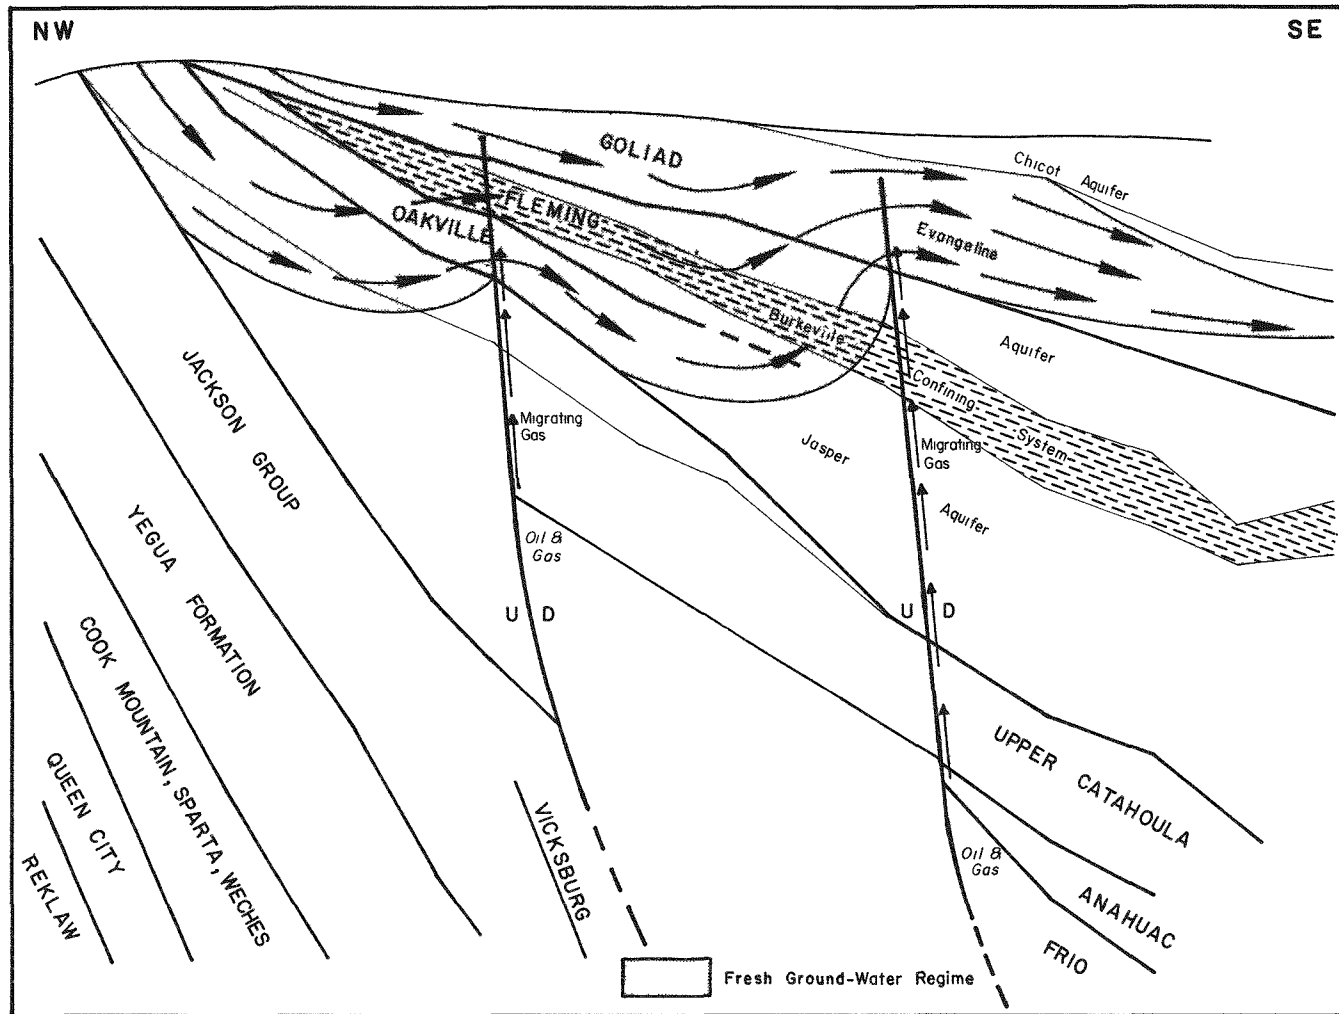 NW
SE
GOLIAD
Chicot Aquifer
FLEMING
OAKVILLE
Evangeline
Aquifer
Burkeville
Confining
System
JACKSON GROUP
Migrating
Gas
Jasper
Aquifer
Migrating
Gas
YEGUA FORMATION
Oil &
Gas
U D
U D
COOK MOUNTAIN, SPARTA, WECHES
QUEEN CITY
REKLAW
VICKSBURG
UPPER CATAHOULA
Oil &
Gas
ANAHUAC
FRIO
Fresh Ground-Water Regime